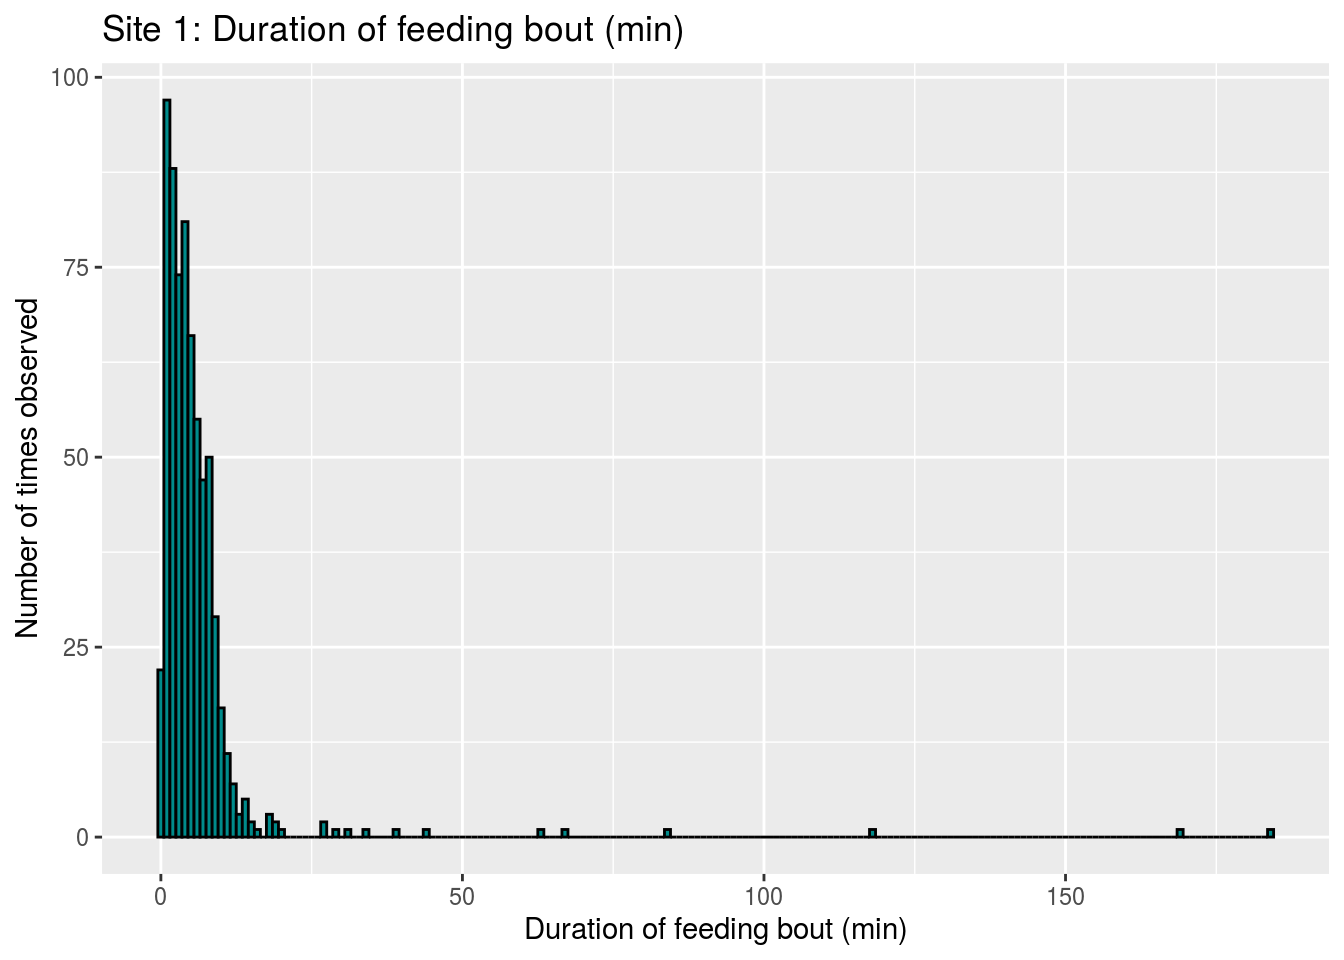 Site 1: Duration of feeding bout (min)
100
75
50
25
0
Number of times observed
0 50 100 150
Duration of feeding bout (min)